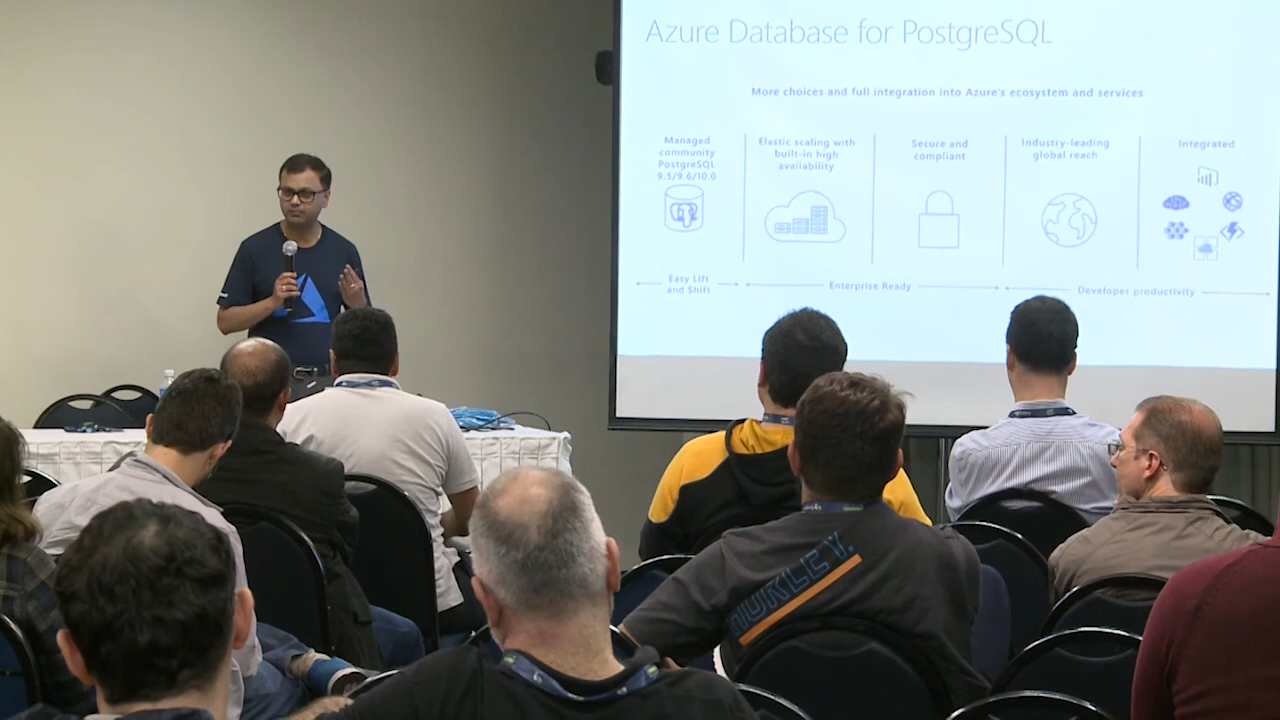 Azure Database for PostgreSQL
More choices and full integration into Azure's ecosystem and services
Managed
community
PostgreSQL
9.5/9.6/10.0
Elastic scaling with
built-in high
availability
Secure and
compliant
Industry-leading
global reach
Integrated
Easy Lift
and Shift
Enterprise Ready
Developer productivity
HURLEY.